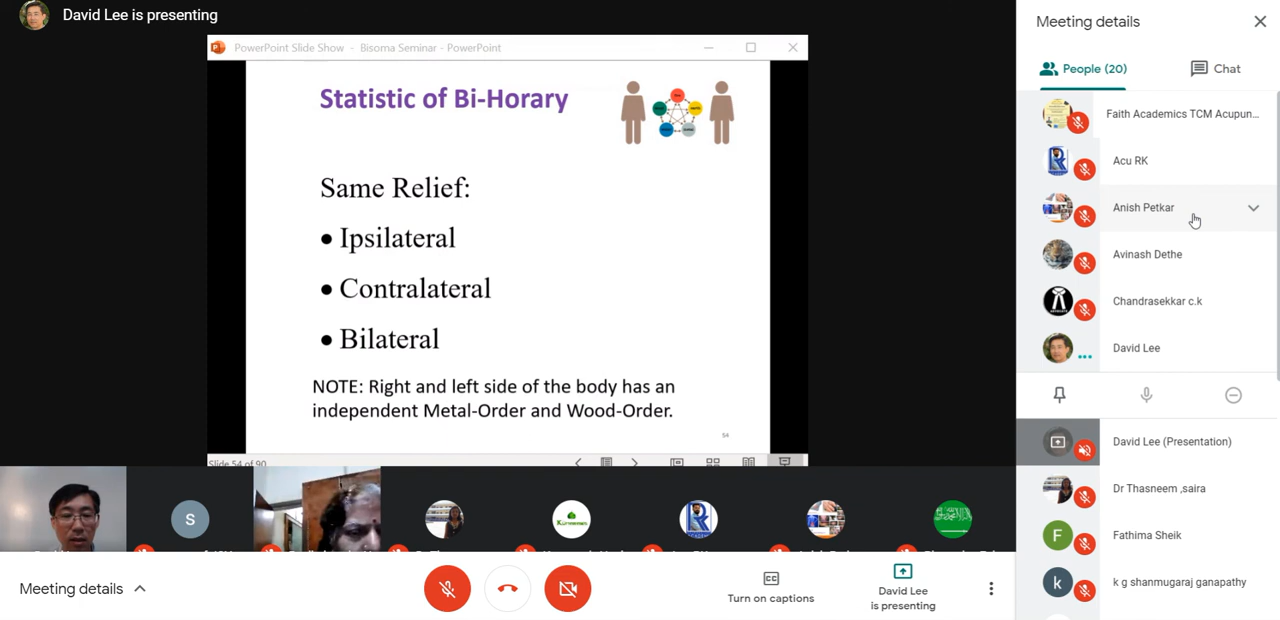 David Lee is presenting
PowerPoint Slide Show - Bisoma Seminar - PowerPoint
Statistic of Bi-Horary
Same Relief:
• Ipsilateral
• Contralateral
• Bilateral
NOTE: Right and left side of the body has an
independent Metal-Order and Wood-Order.
54
Slide 54 of 90
S
Meeting details
Turn on captions
David Lee
is presenting
Meeting details
People (20)
Chat
Faith Academics TCM Acupun...
Acu RK
Anish Petkar
Avinash Dethe
Chandrasekkar c.k
David Lee
David Lee (Presentation)
Dr Thasneem ,saira
F
Fathima Sheik
k
k g shanmugaraj ganapathy